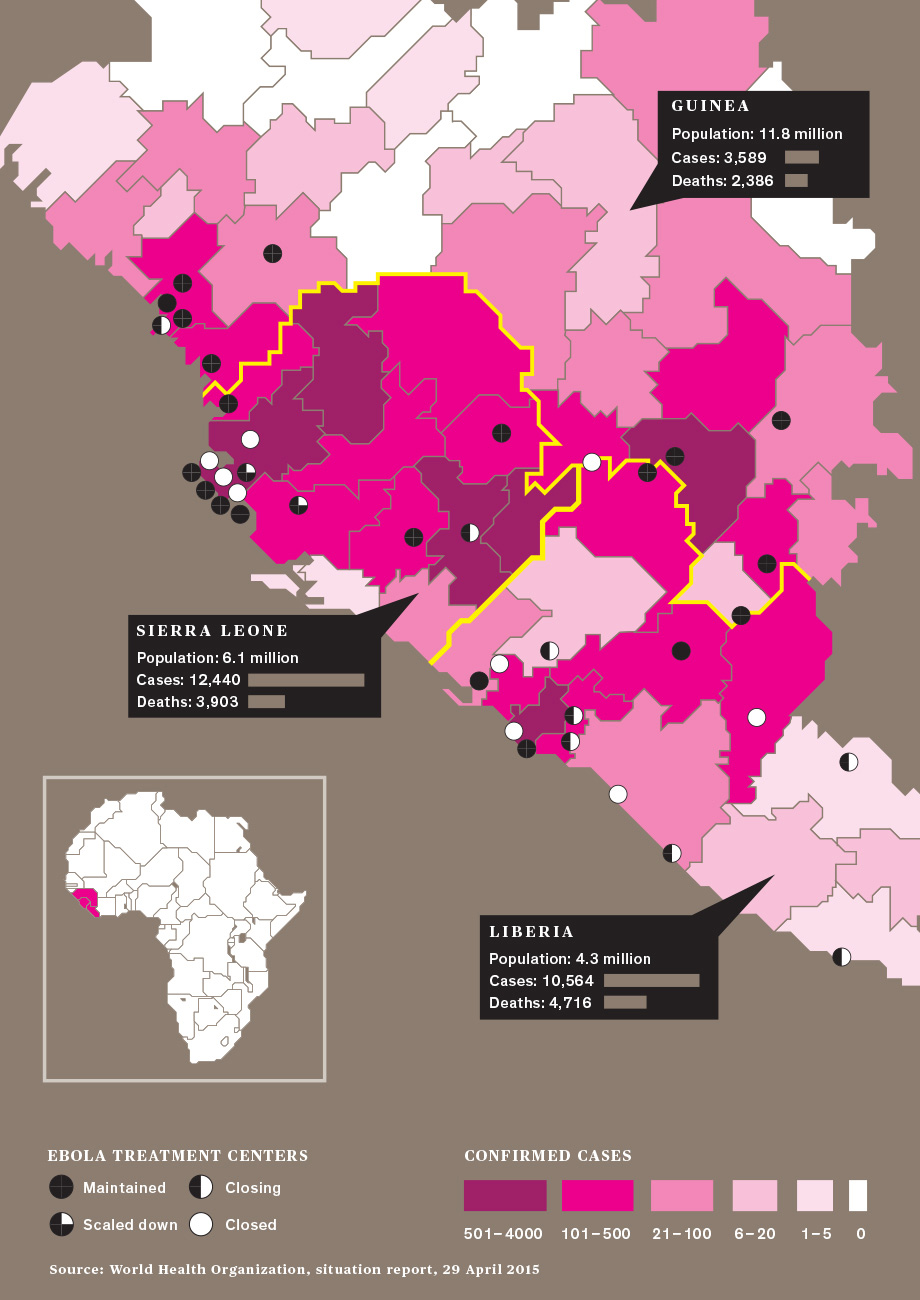 GUINEA
Population: 11.8 million
Cases: 3,589
Deaths: 2,386
SIERRA LEONE
Population: 6.1 million
Cases: 12,440
Deaths: 3,903
LIBERIA
Population: 4.3 million
Cases: 10,564
Deaths: 4,716
EBOLA TREATMENT CENTERS
Maintained
Closing
Scaled down
Closed
CONFIRMED CASES
501–4000
101–500
21–100
6–20
1–5
0
Source: World Health Organization, situation report, 29 April 2015